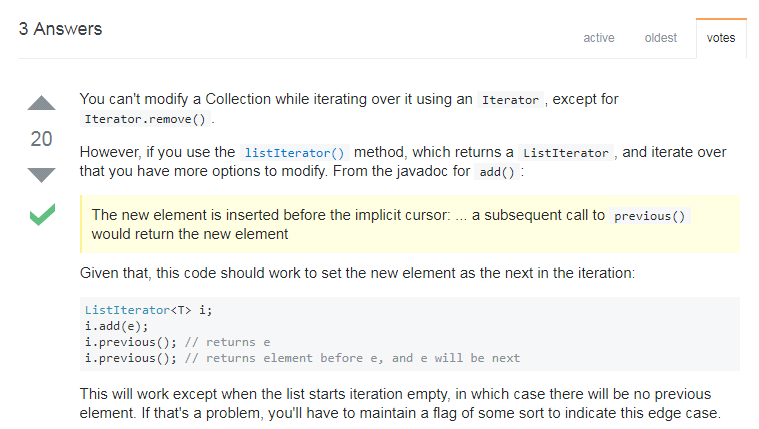 3 Answers
active oldest votes
You can't modify a Collection while iterating over it using an Iterator , except for
Iterator.remove() .
20
However, if you use the listIterator() method, which returns a ListIterator , and iterate over
that you have more options to modify. From the javadoc for add() :
The new element is inserted before the implicit cursor: ... a subsequent call to previous()
would return the new element
Given that, this code should work to set the new element as the next in the iteration:
ListIterator<T> i;
i.add(e);
i.previous(); // returns e
i.previous(); // returns element before e, and e will be next
This will work except when the list starts iteration empty, in which case there will be no previous
element. If that's a problem, you'll have to maintain a flag of some sort to indicate this edge case.